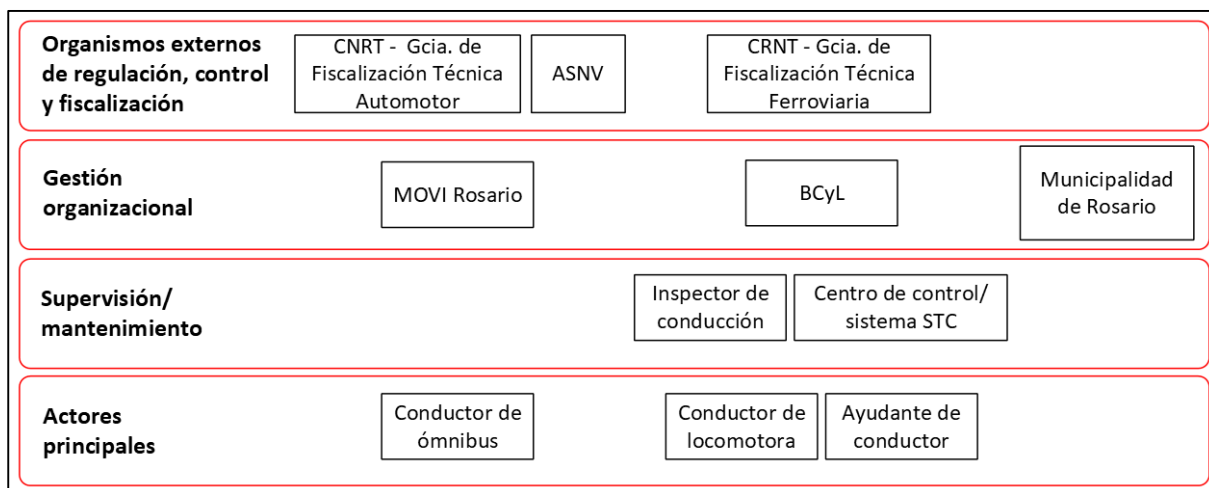 Organismos externos
de regulación, control
y fiscalización
CNRT - Gcia. de
Fiscalización Técnica
Automotor
ASNV
CRNT - Gcia. de
Fiscalización Técnica
Ferroviaria
Gestión
organizacional
MOVI Rosario
BCyL
Municipalidad
de Rosario
Supervisión/
mantenimiento
Inspector de
conducción
Centro de control/
sistema STC
Actores
principales
Conductor de
ómnibus
Conductor de
locomotora
Ayudante de
conductor